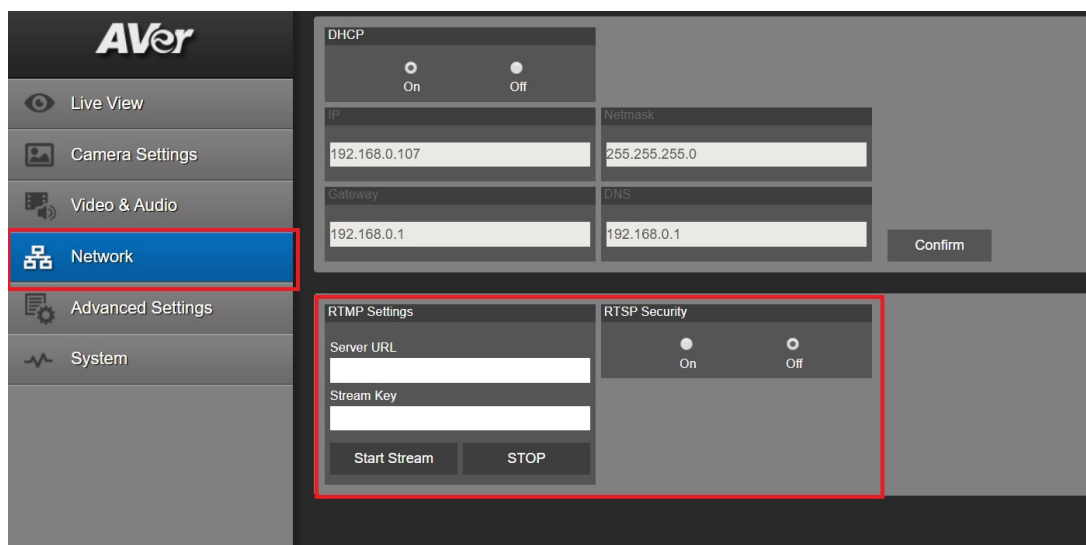 AVer
Live View
Camera Settings
Video & Audio
Network
Advanced Settings
System
DHCP
On
Off
IP
Netmask
192.168.0.107
255.255.255.0
Gateway
DNS
192.168.0.1
192.168.0.1
Confirm
RTMP Settings
RTSP Security
Server URL
On
Off
Stream Key
Start Stream
STOP